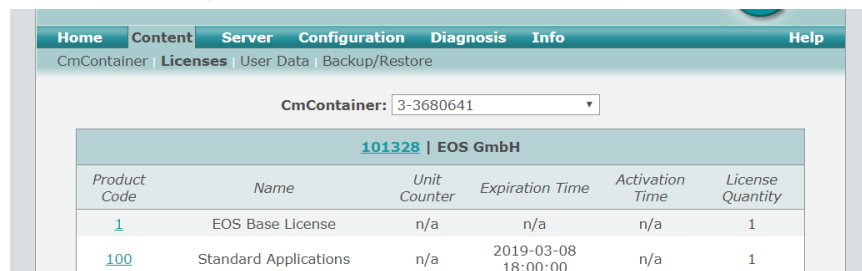 Home Content Server Configuration Diagnosis Info Help
CmContainer | Licenses | User Data | Backup/Restore
CmContainer: 3-3680641
101328 | EOS GmbH
Product Code Name Unit Counter Expiration Time Activation Time License Quantity
1 EOS Base License n/a n/a n/a 1
100 Standard Applications n/a 2019-03-08 18:00:00 n/a 1